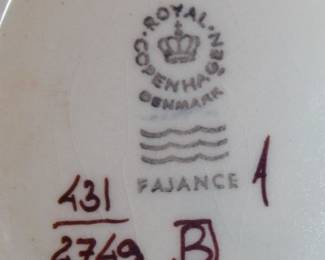 ROYAL
COPENHAGEN
DENMARK
FAJANCE
1
431
2749
B